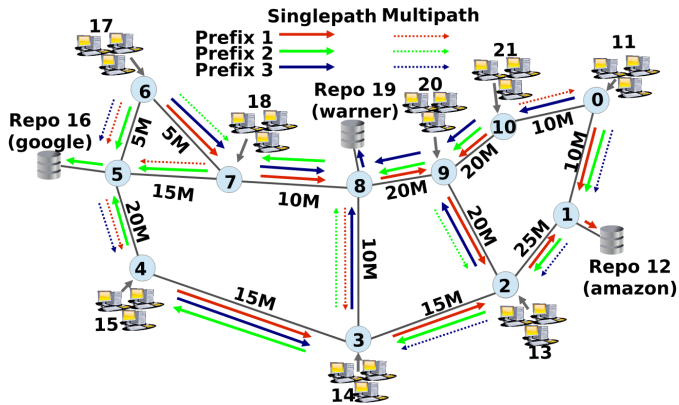 Singlepath Multipath
Prefix 1
Prefix 2
Prefix 3
17
21
11
6
Repo 19
(warner)
20
0
Repo 16
(google)
5M
5M
18
10
10M
5
7
8
9
20M
10M
15M
10M
20M
1
20M
20M
25M
4
10M
2
Repo 12
(amazon)
15
15M
15M
3
13
14